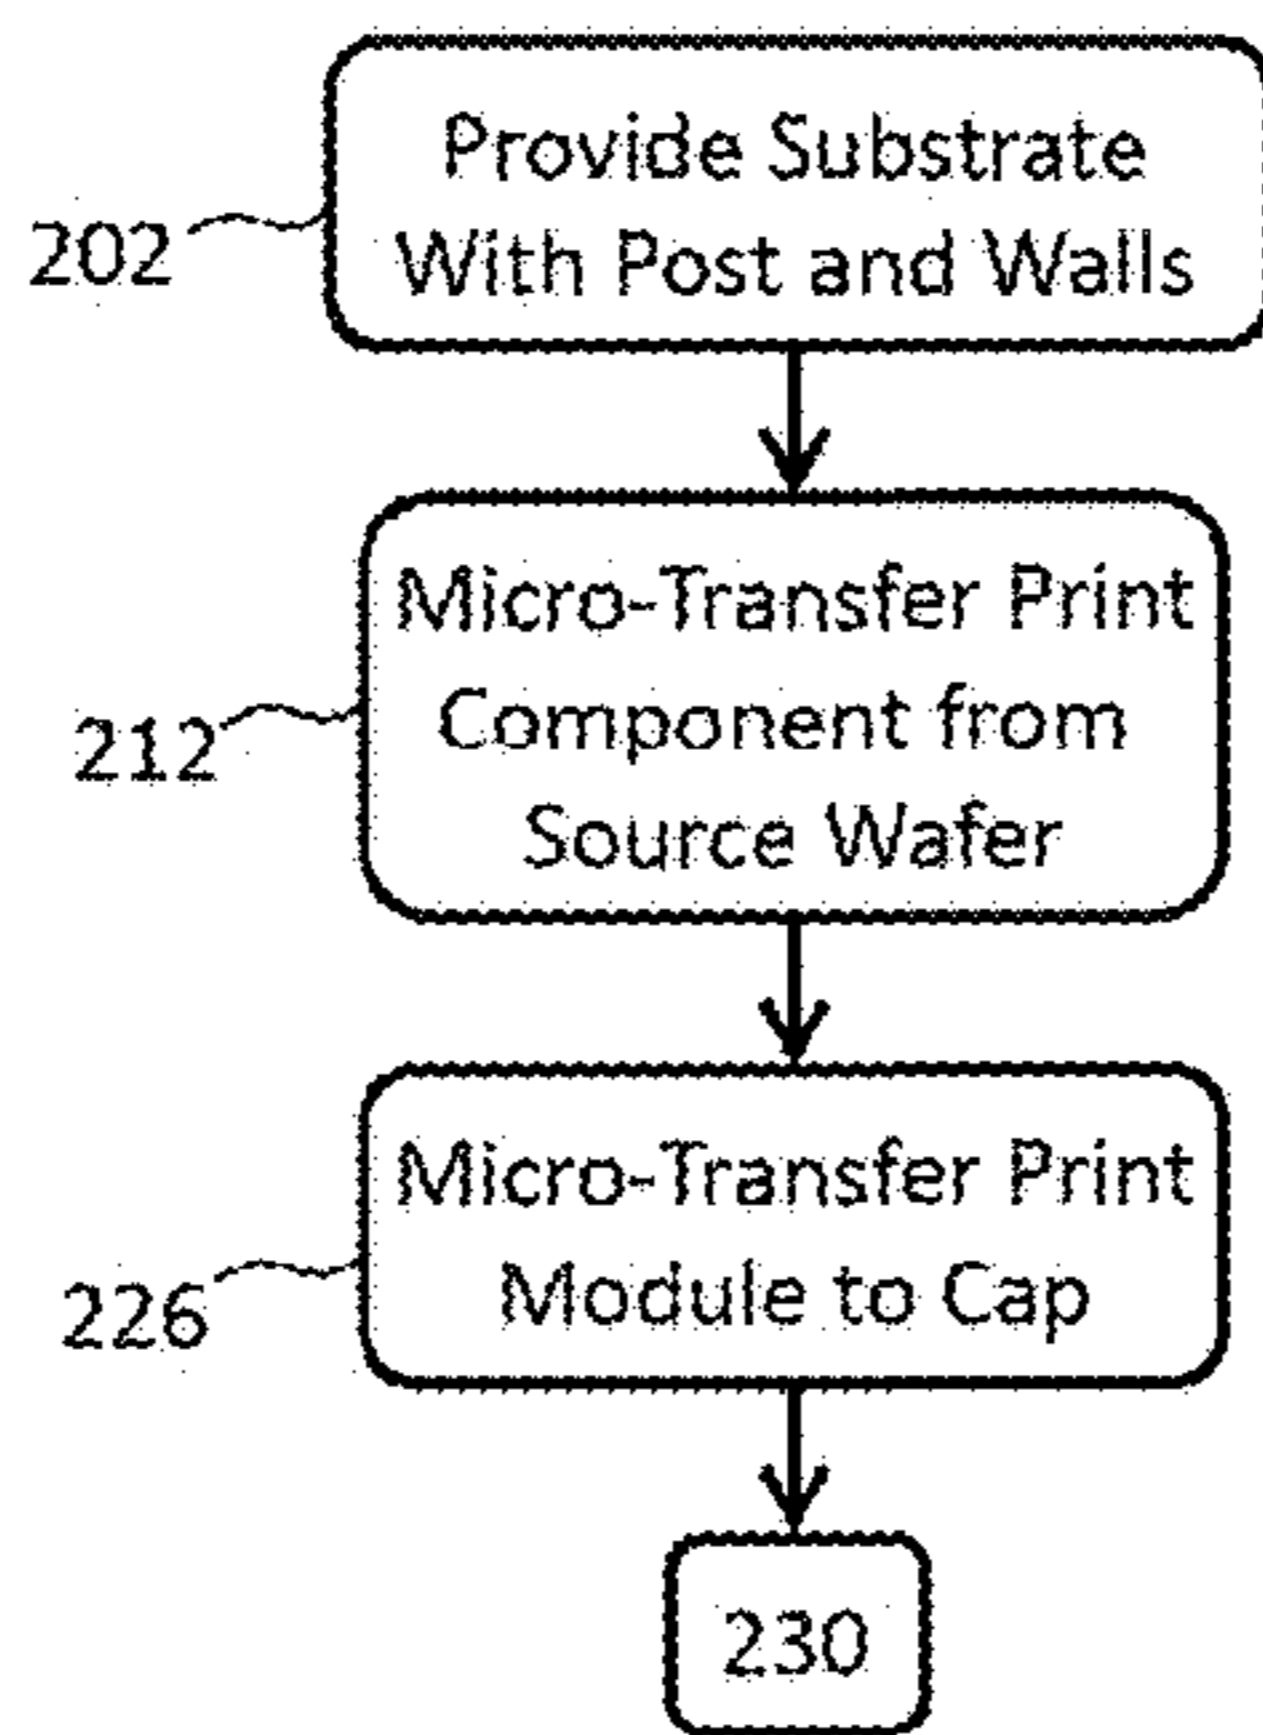 Provide Substrate
With Post and Walls
202
Micro-Transfer Print
Component from
Source Wafer
212
Micro-Transfer Print
Module to Cap
226
230